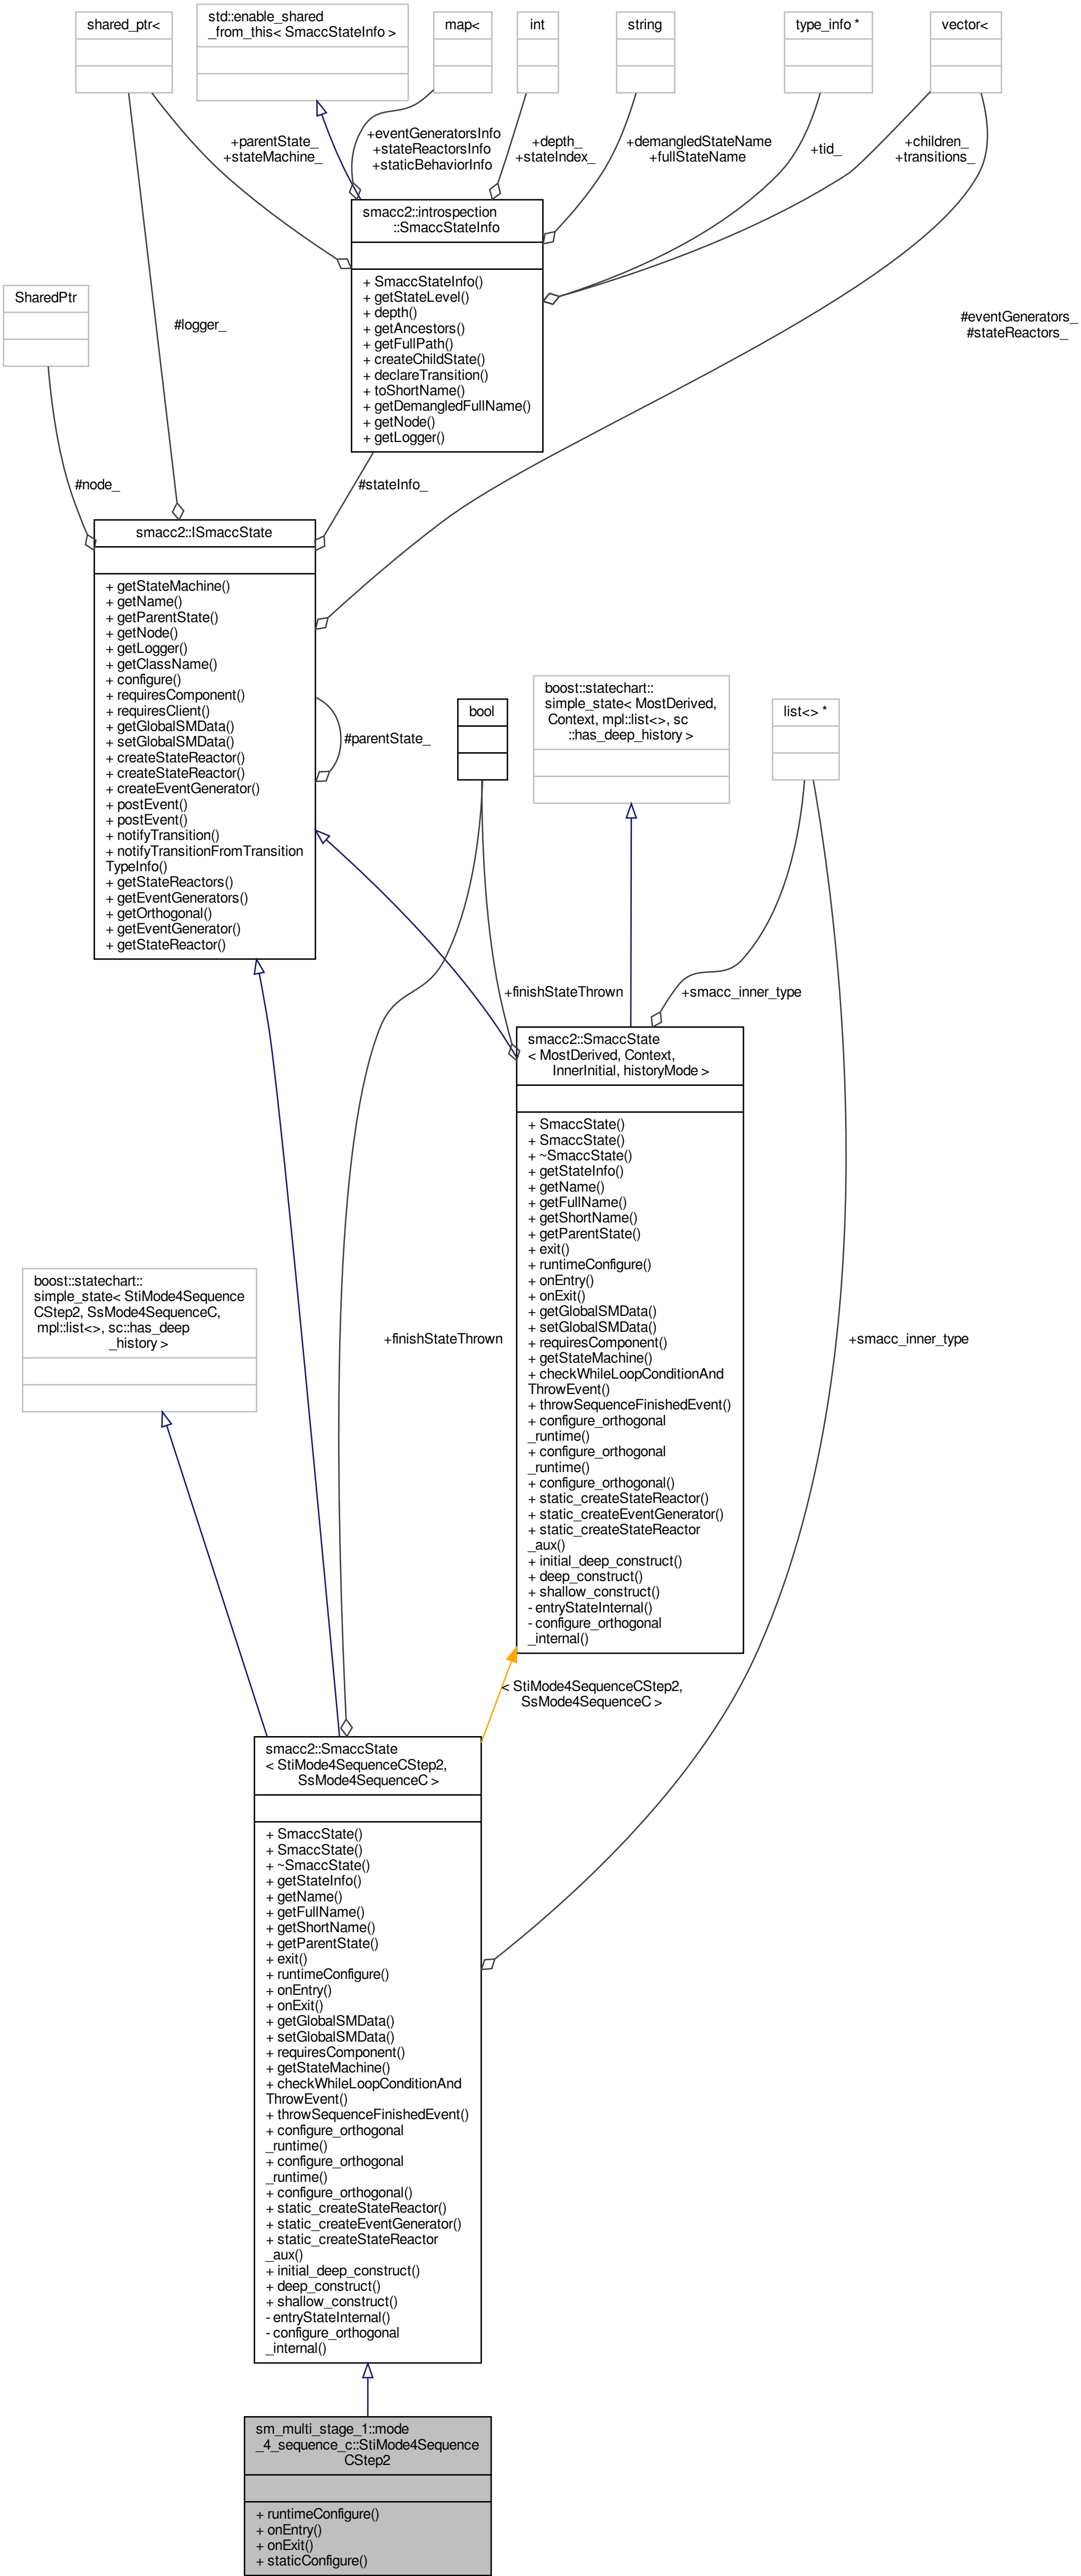 shared_ptr<
std::enable_shared
_from_this< SmaccStateInfo >
map<
int
string
type_info *
vector<
+parentState_
+stateMachine_
+eventGeneratorsInfo
+stateReactorsInfo
+staticBehaviorInfo
+depth_
+stateIndex_
+demangledStateName
+fullStateName
+tid_
+children_
+transitions_
smacc2::introspection
::SmaccStateInfo
+ SmaccStateInfo()
+ getStateLevel()
+ depth()
+ getAncestors()
+ getFullPath()
+ createChildState()
+ declareTransition()
+ toShortName()
+ getDemangledFullName()
+ getNode()
+ getLogger()
SharedPtr
#logger_
#eventGenerators_
#stateReactors_
#node_
#stateInfo_
smacc2::ISmaccState
+ getStateMachine()
+ getName()
+ getParentState()
+ getNode()
+ getLogger()
+ getClassName()
+ configure()
+ requiresComponent()
+ requiresClient()
+ getGlobalSMData()
+ setGlobalSMData()
+ createStateReactor()
+ createStateReactor()
+ createEventGenerator()
+ postEvent()
+ postEvent()
+ notifyTransition()
+ notifyTransitionFromTransition
TypeInfo()
+ getStateReactors()
+ getEventGenerators()
+ getOrthogonal()
+ getEventGenerator()
+ getStateReactor()
#parentState_
bool
boost::statechart::
simple_state< MostDerived,
Context, mpl::list<>, sc
::has_deep_history >
list<> *
+finishStateThrown
+smacc_inner_type
smacc2::SmaccState
< MostDerived, Context,
InnerInitial, historyMode >
+ SmaccState()
+ SmaccState()
+ ~SmaccState()
+ getStateInfo()
+ getName()
+ getFullName()
+ getShortName()
+ getParentState()
+ exit()
+ runtimeConfigure()
+ onEntry()
+ onExit()
+ getGlobalSMData()
+ setGlobalSMData()
+ requiresComponent()
+ getStateMachine()
+ checkWhileLoopConditionAnd
ThrowEvent()
+ throwSequenceFinishedEvent()
+ configure_orthogonal
_runtime()
+ configure_orthogonal
_runtime()
+ configure_orthogonal()
+ static_createStateReactor()
+ static_createEventGenerator()
+ static_createStateReactor
_aux()
+ initial_deep_construct()
+ deep_construct()
+ shallow_construct()
- entryStateInternal()
- configure_orthogonal
_internal()
boost::statechart::
simple_state< StiMode4Sequence
CStep2, SsMode4SequenceC,
mpl::list<>, sc::has_deep
_history >
+finishStateThrown
+smacc_inner_type
< StiMode4SequenceCStep2,
SsMode4SequenceC >
smacc2::SmaccState
< StiMode4SequenceCStep2,
SsMode4SequenceC >
+ SmaccState()
+ SmaccState()
+ ~SmaccState()
+ getStateInfo()
+ getName()
+ getFullName()
+ getShortName()
+ getParentState()
+ exit()
+ runtimeConfigure()
+ onEntry()
+ onExit()
+ getGlobalSMData()
+ setGlobalSMData()
+ requiresComponent()
+ getStateMachine()
+ checkWhileLoopConditionAnd
ThrowEvent()
+ throwSequenceFinishedEvent()
+ configure_orthogonal
_runtime()
+ configure_orthogonal
_runtime()
+ configure_orthogonal()
+ static_createStateReactor()
+ static_createEventGenerator()
+ static_createStateReactor
_aux()
+ initial_deep_construct()
+ deep_construct()
+ shallow_construct()
- entryStateInternal()
- configure_orthogonal
_internal()
sm_multi_stage_1::mode
_4_sequence_c::StiMode4Sequence
CStep2
+ runtimeConfigure()
+ onEntry()
+ onExit()
+ staticConfigure()